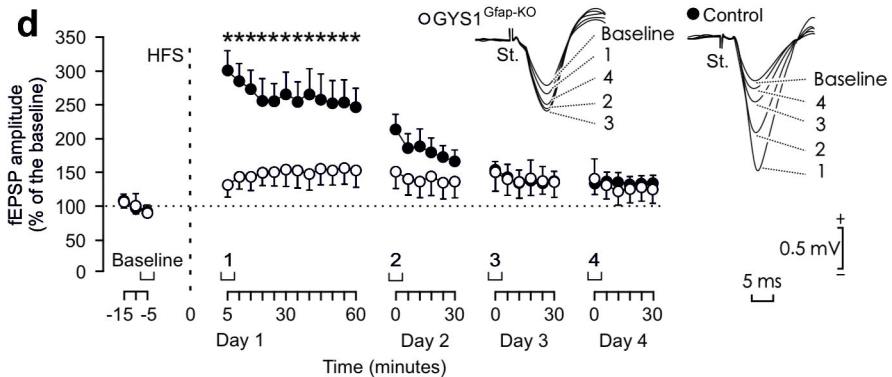 d
fEPSP amplitude
(% of the baseline)
350
300
250
200
150
100
50
0
HFS
************
GYS1^Gfap-KO
St.
Baseline
1
4
2
3
Control
St.
Baseline
4
3
2
1
+
0.5 mV
–
5 ms
Baseline
1
2
3
4
-15 -5 0 5 30 60 0 30 0 30 0 30
Day 1 Day 2 Day 3 Day 4
Time (minutes)